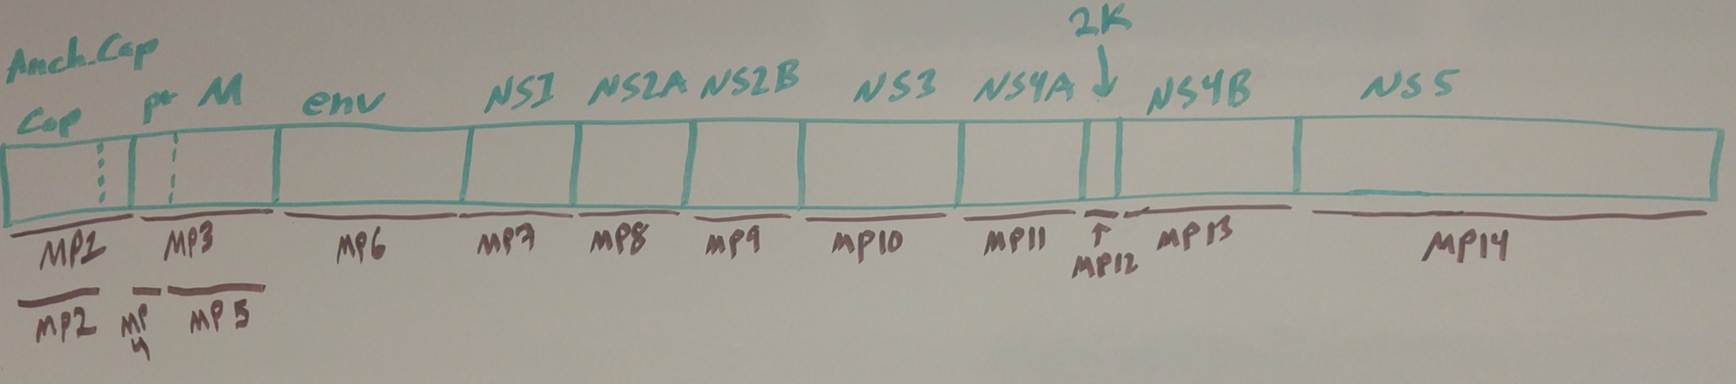 2K
Anch.Cap
Cap pr M env NS1 NS2A NS2B NS3 NS4A NS4B NS5
MP1 MP3 MP6 MP7 MP8 MP9 MP10 MP11 MP12 MP13 MP14
MP2 MP4 MP5